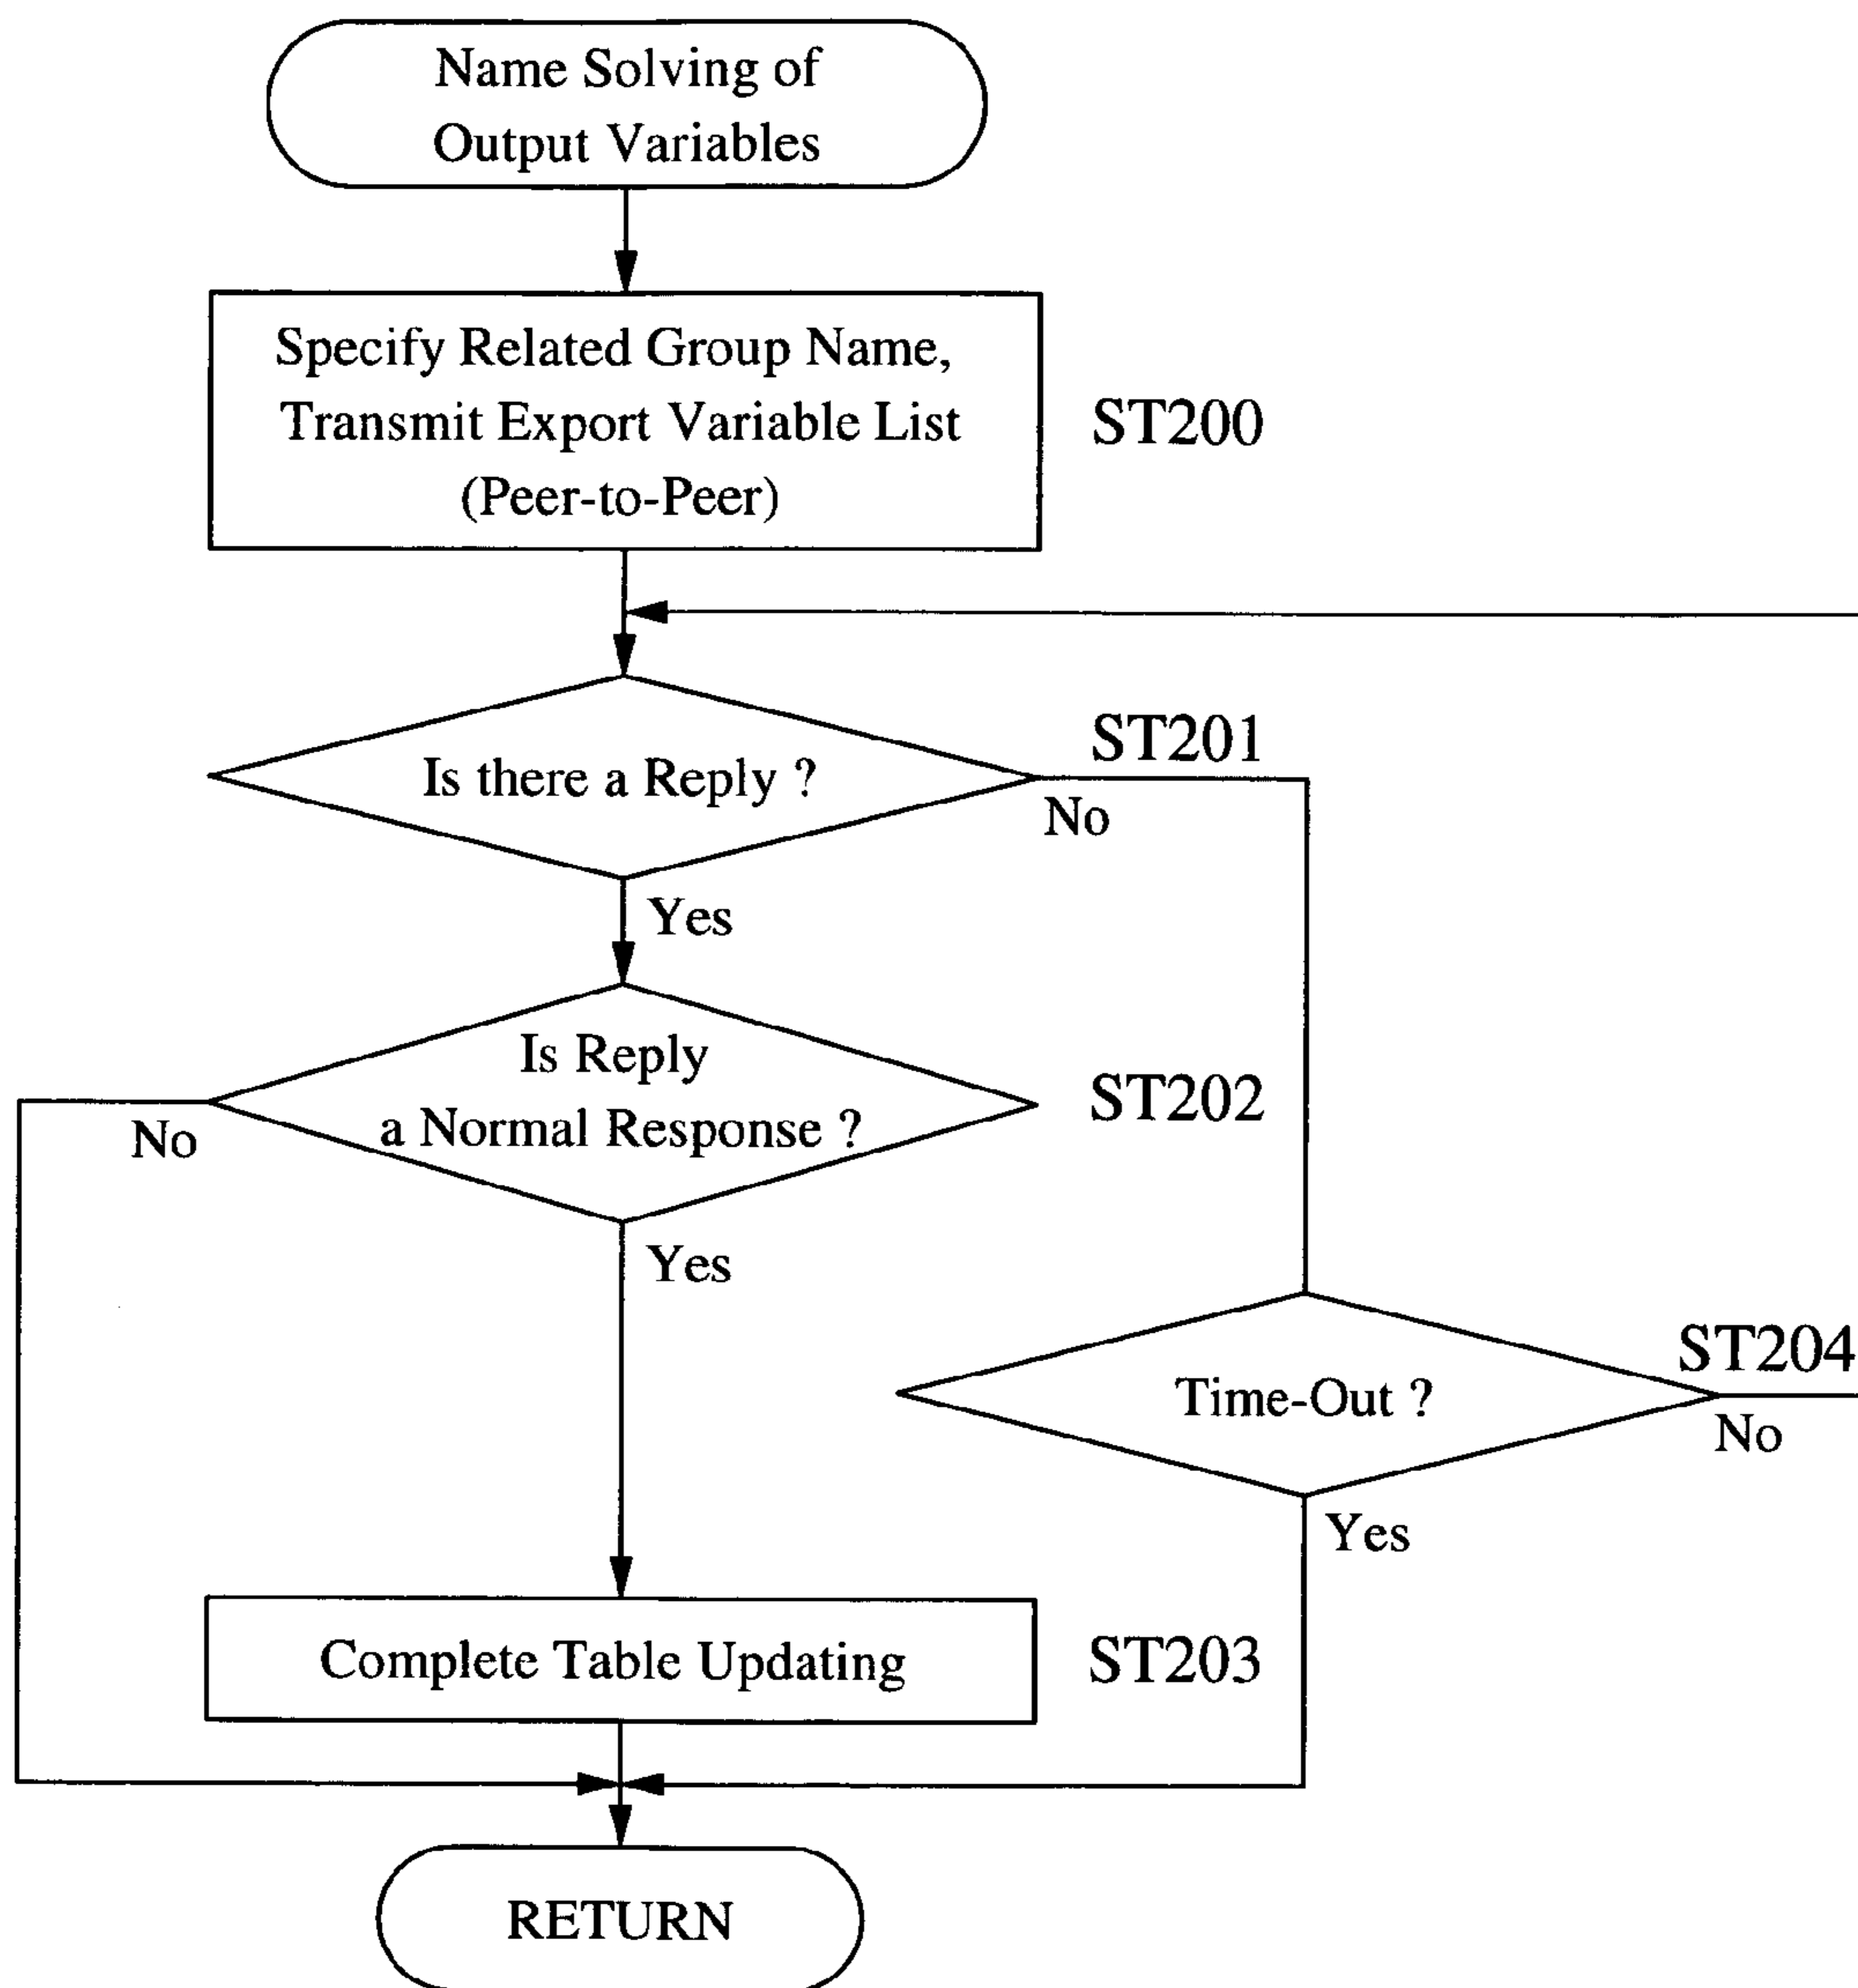 Name Solving of
Output Variables
Specify Related Group Name,
Transmit Export Variable List
(Peer-to-Peer)
ST200
Is there a Reply ?
ST201
No
Yes
Is Reply
a Normal Response ?
ST202
No
Yes
Time-Out ?
ST204
No
Yes
Complete Table Updating
ST203
RETURN